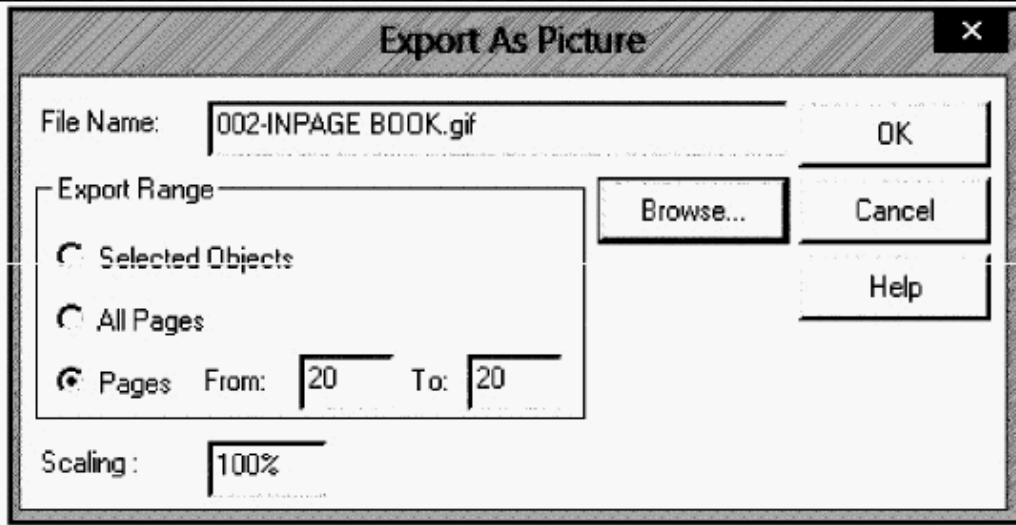 Export As Picture
File Name: 002-INPAGE BOOK.gif OK
Export Range Browse... Cancel
Selected Objects
Help
All Pages
Pages From: 20 To: 20
Scaling : 100%